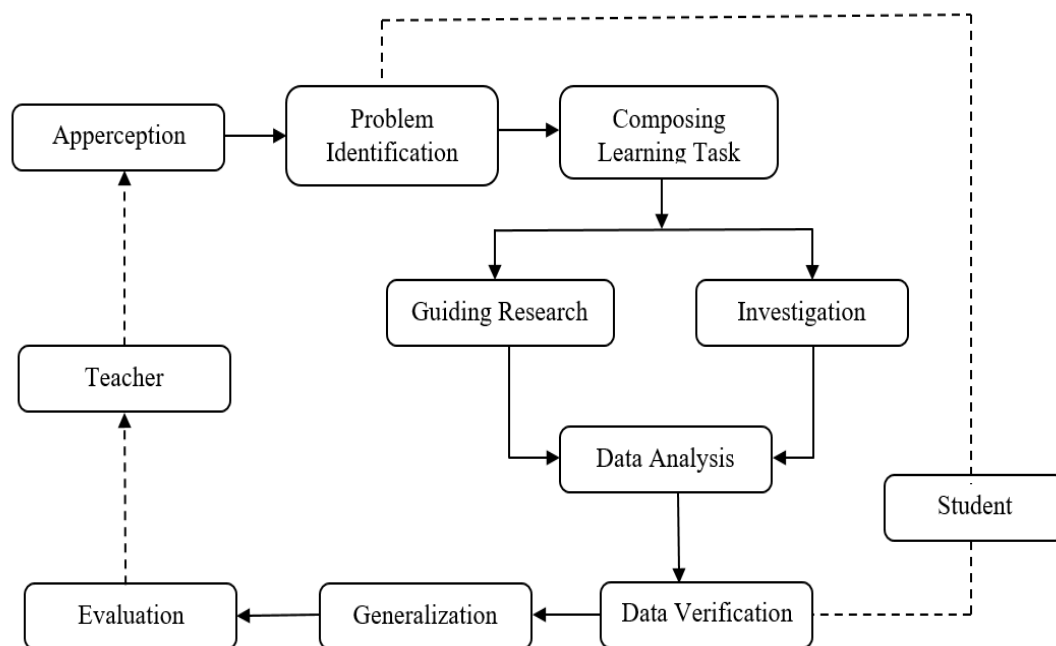 Apperception
Problem
Identification
Composing
Learning Task
Guiding Research
Investigation
Teacher
Data Analysis
Student
Evaluation
Generalization
Data Verification